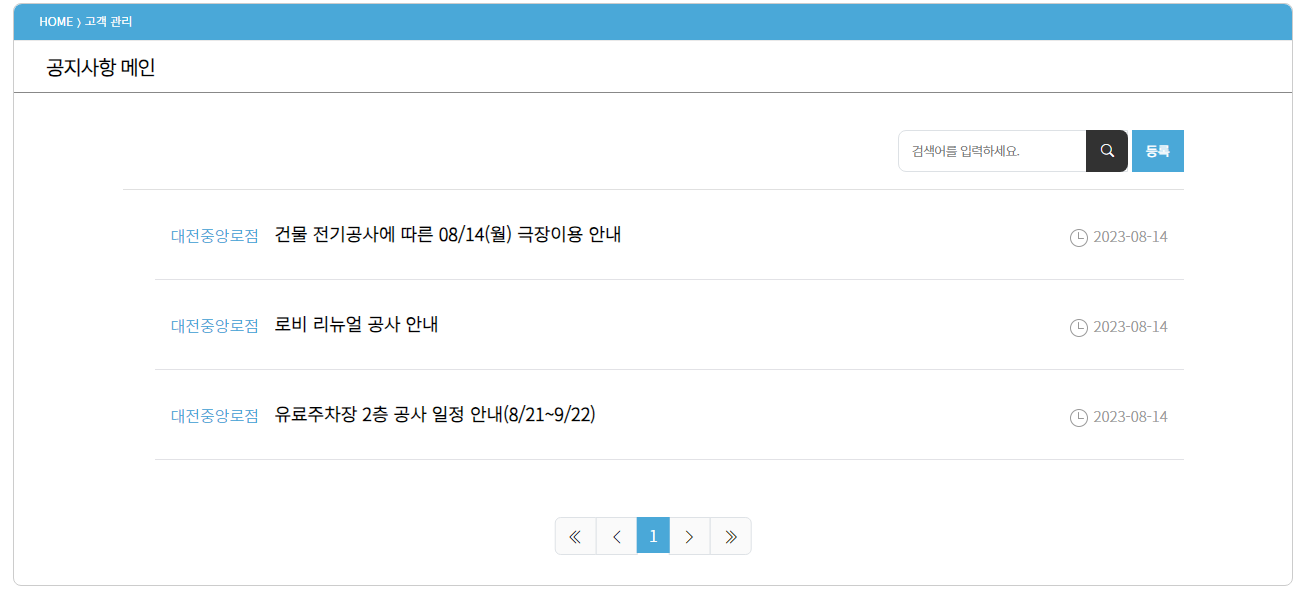 HOME 〉 고객 관리
공지사항 메인
검색어를 입력하세요. 등록
대전중앙로점 건물 전기공사에 따른 08/14(월) 극장이용 안내 2023-08-14
대전중앙로점 로비 리뉴얼 공사 안내 2023-08-14
대전중앙로점 유료주차장 2층 공사 일정 안내(8/21~9/22) 2023-08-14
1